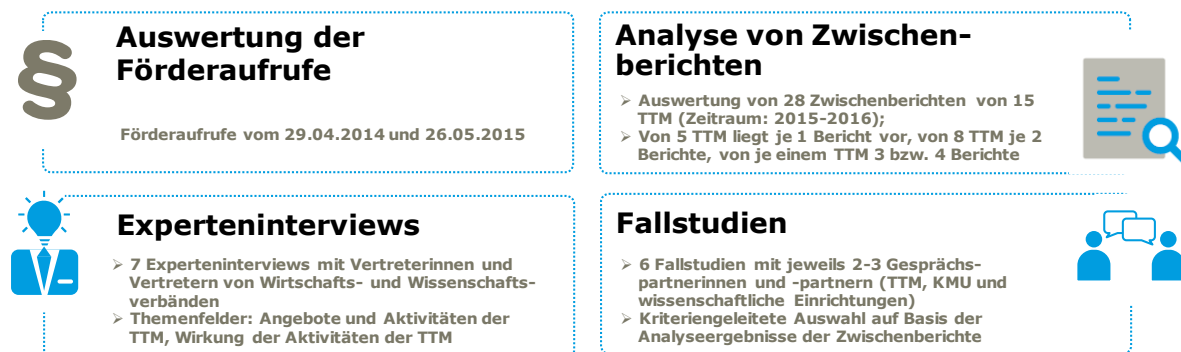 §
Auswertung der
Förderaufrufe
Förderaufrufe vom 29.04.2014 und 26.05.2015
Analyse von Zwischen-
berichten
➢ Auswertung von 28 Zwischenberichten von 15
TTM (Zeitraum: 2015-2016);
➢ Von 5 TTM liegt je 1 Bericht vor, von 8 TTM je 2
Berichte, von je einem TTM 3 bzw. 4 Berichte
Experteninterviews
➢ 7 Experteninterviews mit Vertreterinnen und
Vertretern von Wirtschafts- und Wissenschafts-
verbänden
➢ Themenfelder: Angebote und Aktivitäten der
TTM, Wirkung der Aktivitäten der TTM
Fallstudien
➢ 6 Fallstudien mit jeweils 2-3 Gesprächs-
partnerinnen und -partnern (TTM, KMU und
wissenschaftliche Einrichtungen)
➢ Kriteriengeleitete Auswahl auf Basis der
Analyseergebnisse der Zwischenberichte